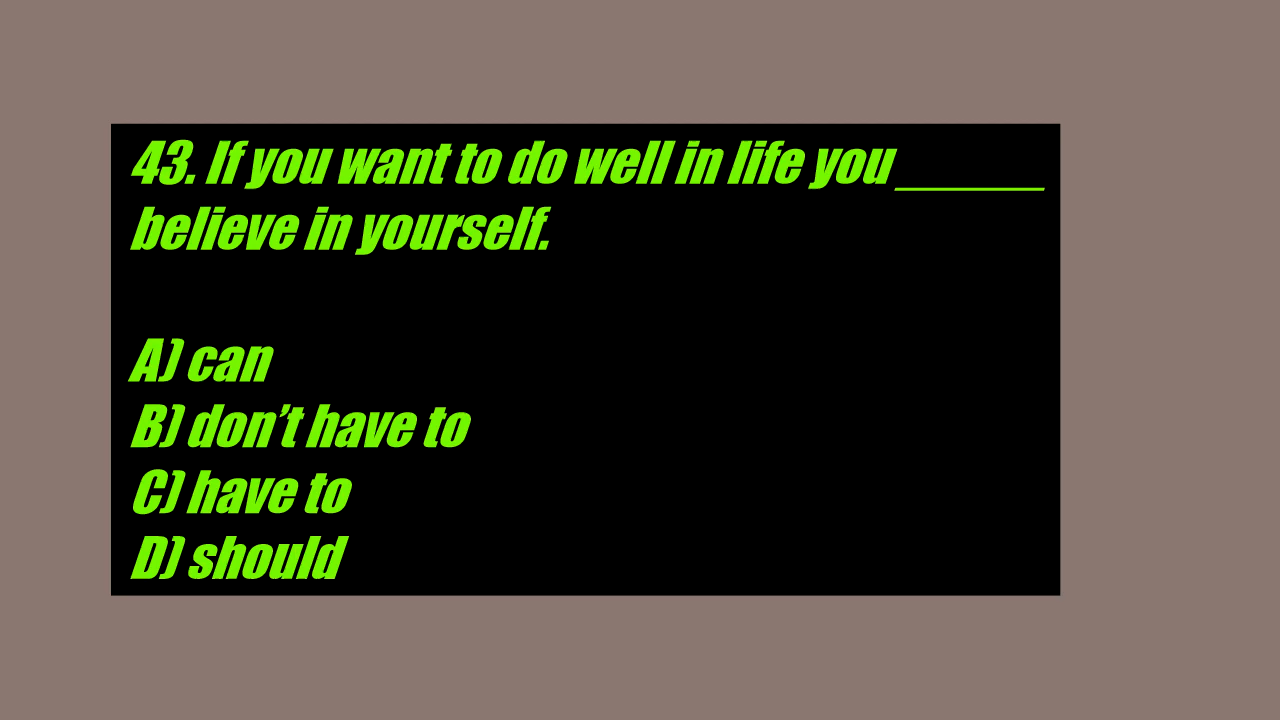 43. If you want to do well in life you ______
believe in yourself.
A) can
B) don’t have to
C) have to
D) should